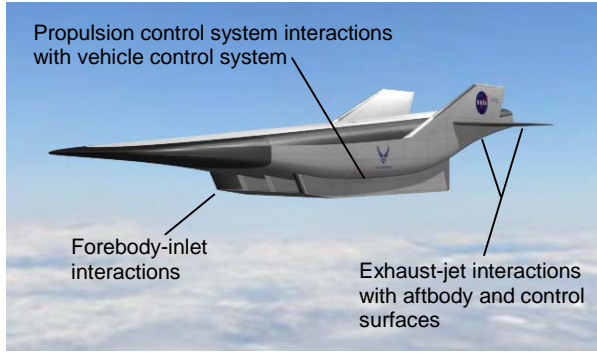 Propulsion control system interactions
with vehicle control system
NASA
Forebody-inlet
interactions
Exhaust-jet interactions
with aftbody and control
surfaces